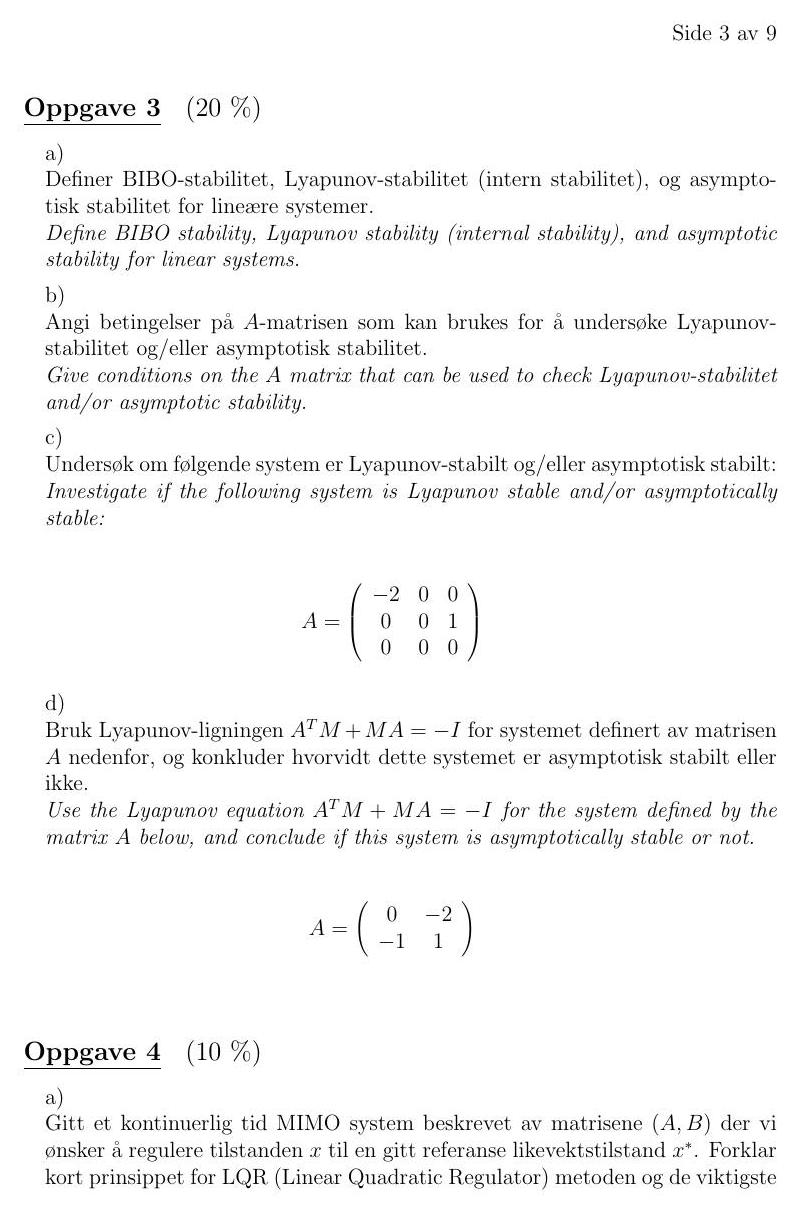 Side 3 av 9
Oppgave 3 (20 %)
a)
Definer BIBO-stabilitet, Lyapunov-stabilitet (intern stabilitet), og asympto-
tisk stabilitet for lineære systemer.
Define BIBO stability, Lyapunov stability (internal stability), and asymptotic
stability for linear systems.
b)
Angi betingelser på A-matrisen som kan brukes for å undersøke Lyapunov-
stabilitet og/eller asymptotisk stabilitet.
Give conditions on the A matrix that can be used to check Lyapunov-stabilitet
and/or asymptotic stability.
c)
Undersøk om følgende system er Lyapunov-stabilt og/eller asymptotisk stabilt:
Investigate if the following system is Lyapunov stable and/or asymptotically
stable:
−2 0 0
A = 0 0 1
0 0 0
d)
Bruk Lyapunov-ligningen A^T M + MA = −I for systemet definert av matrisen
A nedenfor, og konkluder hvorvidt dette systemet er asymptotisk stabilt eller
ikke.
Use the Lyapunov equation A^T M + MA = −I for the system defined by the
matrix A below, and conclude if this system is asymptotically stable or not.
0 −2
A =
−1 1
Oppgave 4 (10 %)
a)
Gitt et kontinuerlig tid MIMO system beskrevet av matrisene (A, B) der vi
ønsker å regulere tilstanden x til en gitt referanse likevektstilstand x*. Forklar
kort prinsippet for LQR (Linear Quadratic Regulator) metoden og de viktigste